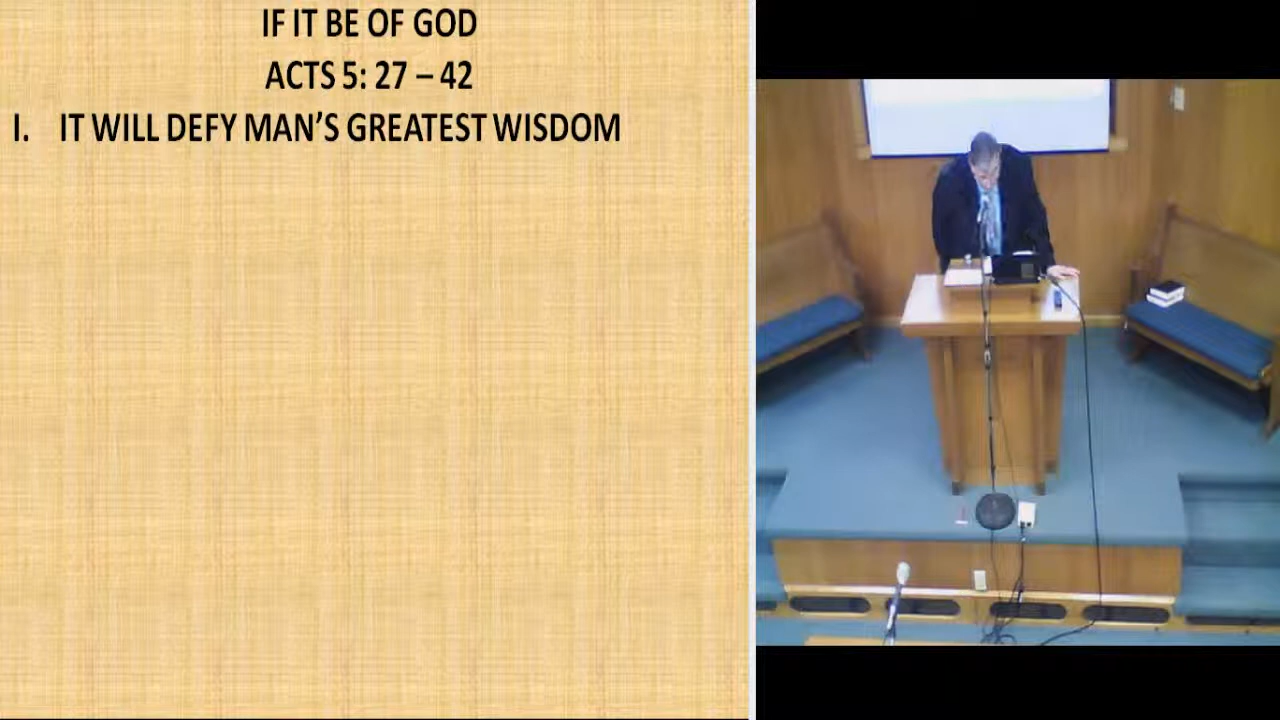 IF IT BE OF GOD
ACTS 5: 27 – 42
I. IT WILL DEFY MAN'S GREATEST WISDOM